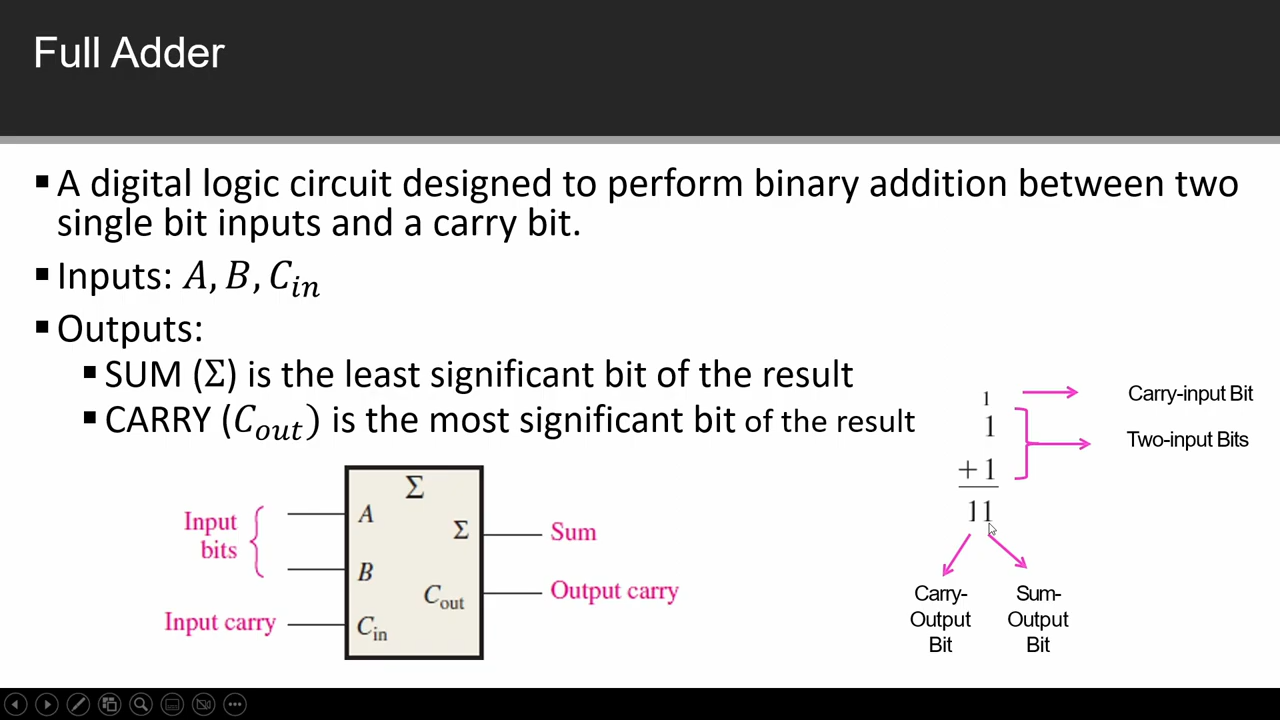 Full Adder
▪ A digital logic circuit designed to perform binary addition between two
single bit inputs and a carry bit.
▪ Inputs: A, B, C_in
▪ Outputs:
▪ SUM (Σ) is the least significant bit of the result
▪ CARRY (C_out) is the most significant bit of the result
Input
bits
Input carry
Σ
A
B
C_in
Σ
C_out
Sum
Output carry
1
1
+ 1
11
Carry-input Bit
Two-input Bits
Carry-
Output
Bit
Sum-
Output
Bit